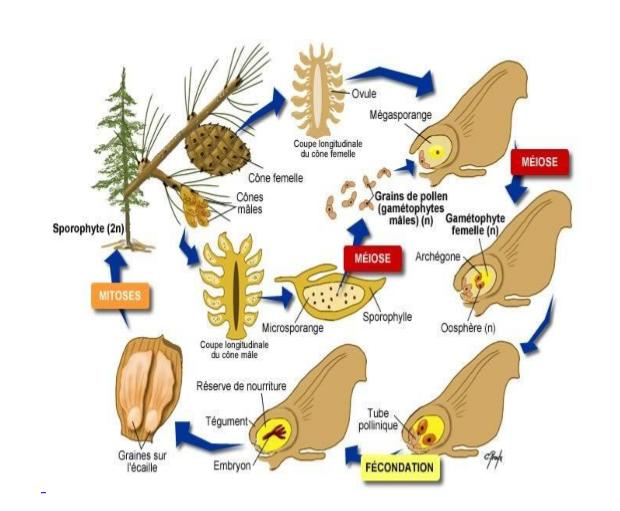 Ovule
Mégasporange
Coupe longitudinale
du cône femelle
MÉIOSE
Cône femelle
Cônes
mâles
Grains de pollen
(gamétophytes
mâles) (n)
Gamétophyte
femelle (n)
Sporophyte (2n)
Archégone
MÉIOSE
MITOSES
Sporophylle
Microsporange
Oosphère (n)
Coupe longitudinale
du cône mâle
Réserve de nourriture
Tégument
Tube
pollinique
Graines sur
l'écaille
Embryon
FÉCONDATION